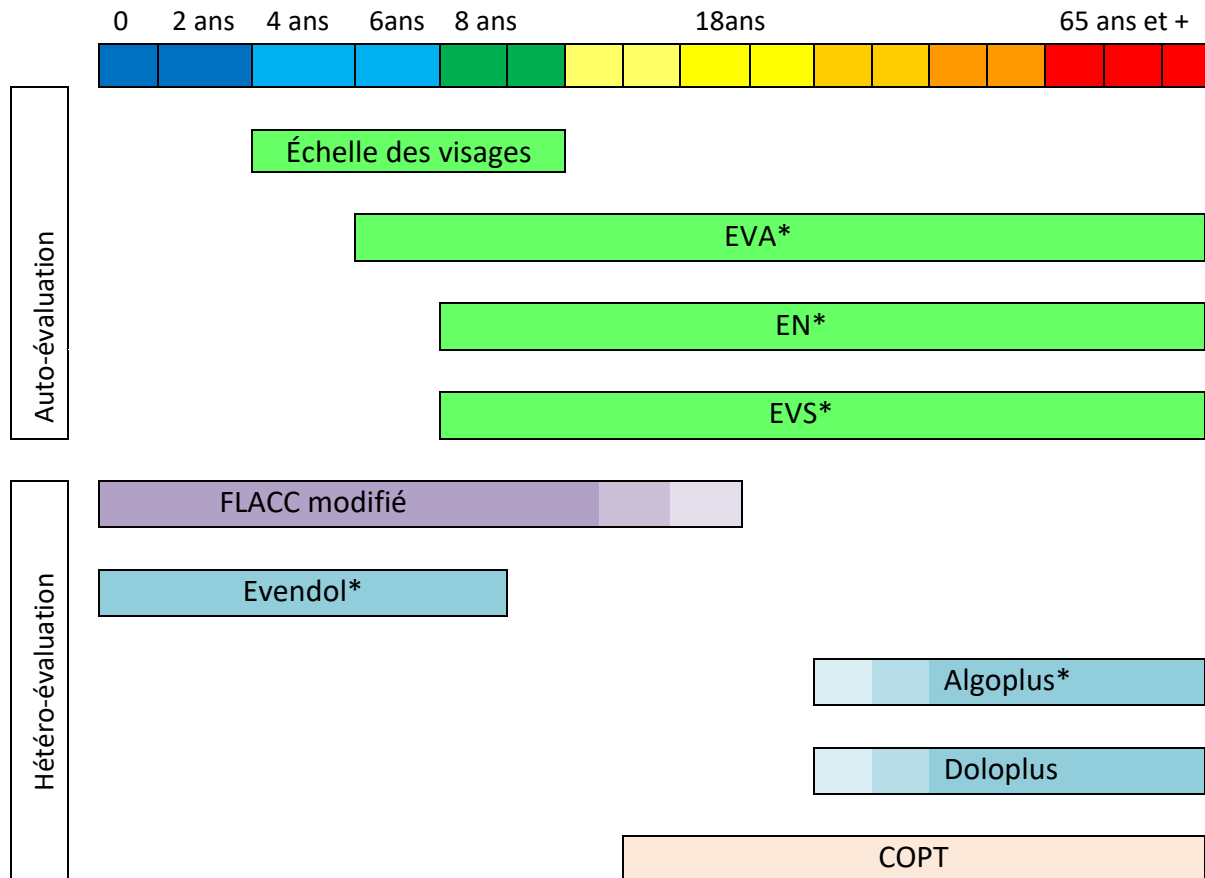 0 2 ans 4 ans 6ans 8 ans 18ans 65 ans et +
Auto-évaluation
Échelle des visages
EVA*
EN*
EVS*
Hétéro-évaluation
FLACC modifié
Evendol*
Algoplus*
Doloplus
COPT